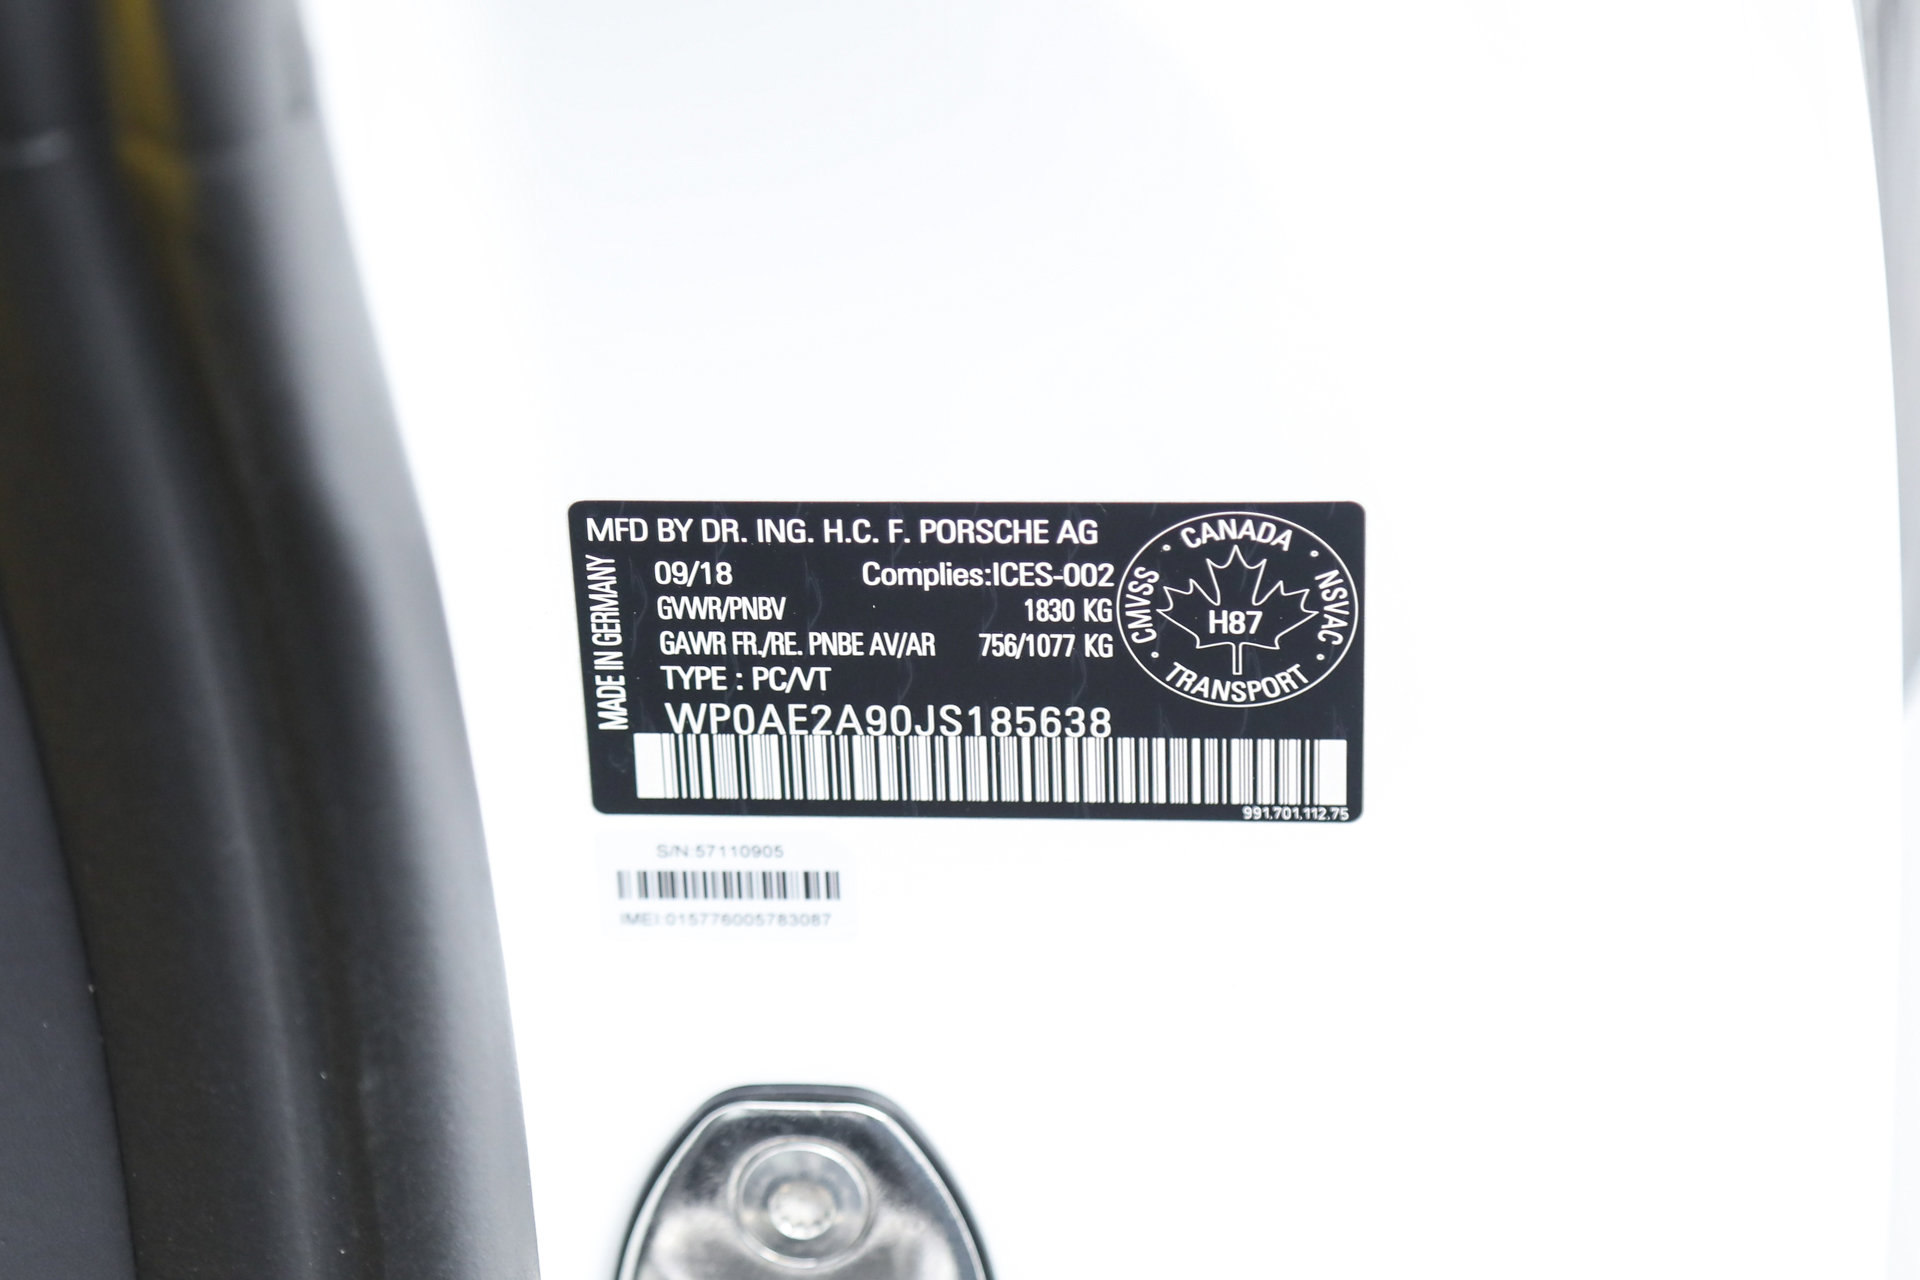 MFD BY DR. ING. H.C. F. PORSCHE AG
MADE IN GERMANY
09/18 Complies:ICES-002
GVWR/PNBV 1830 KG
GAWR FR./RE. PNBE AV/AR 756/1077 KG
TYPE : PC/VT
WP0AE2A90JS185638
991.701.112.75
CANADA
CMVSS
NSVAC
H87
TRANSPORT
S/N:57110905
IMEI:015776005783087